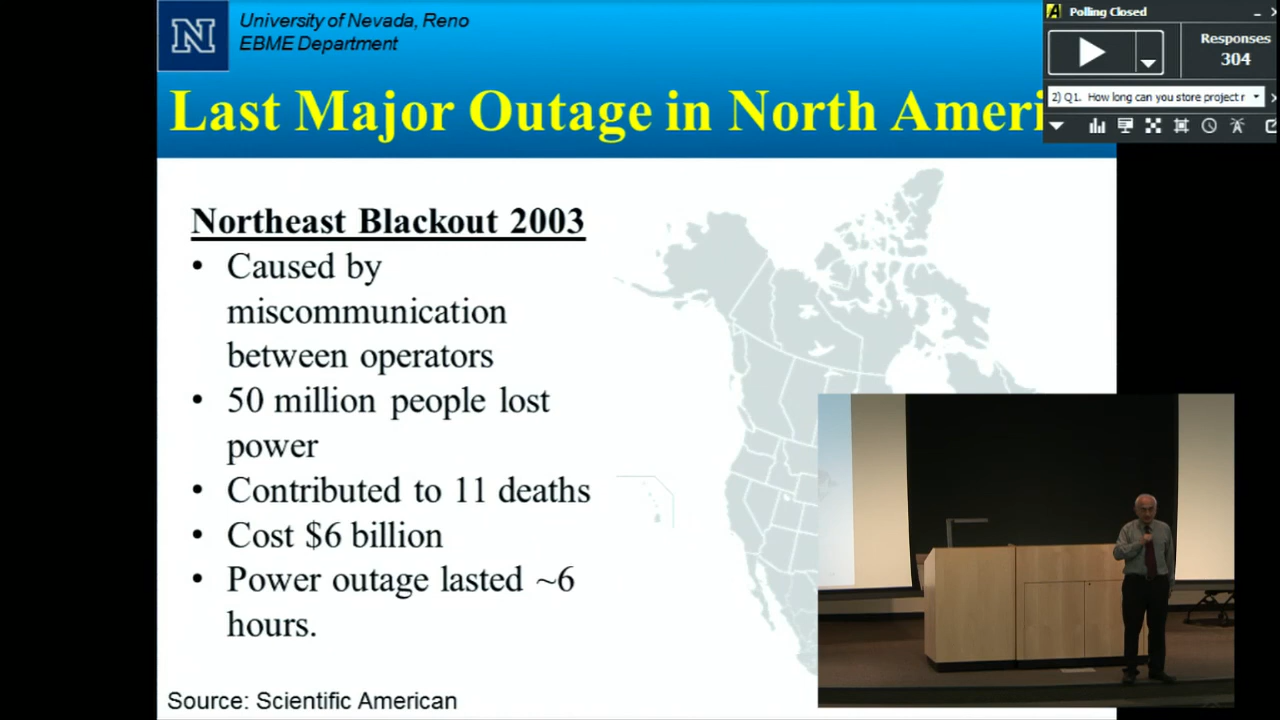 University of Nevada, Reno
EBME Department
N
Last Major Outage in North Ameri
Polling Closed
Responses
304
2) Q1. How long can you store project r
Northeast Blackout 2003
• Caused by
miscommunication
between operators
• 50 million people lost
power
• Contributed to 11 deaths
• Cost $6 billion
• Power outage lasted ~6
hours.
Source: Scientific American